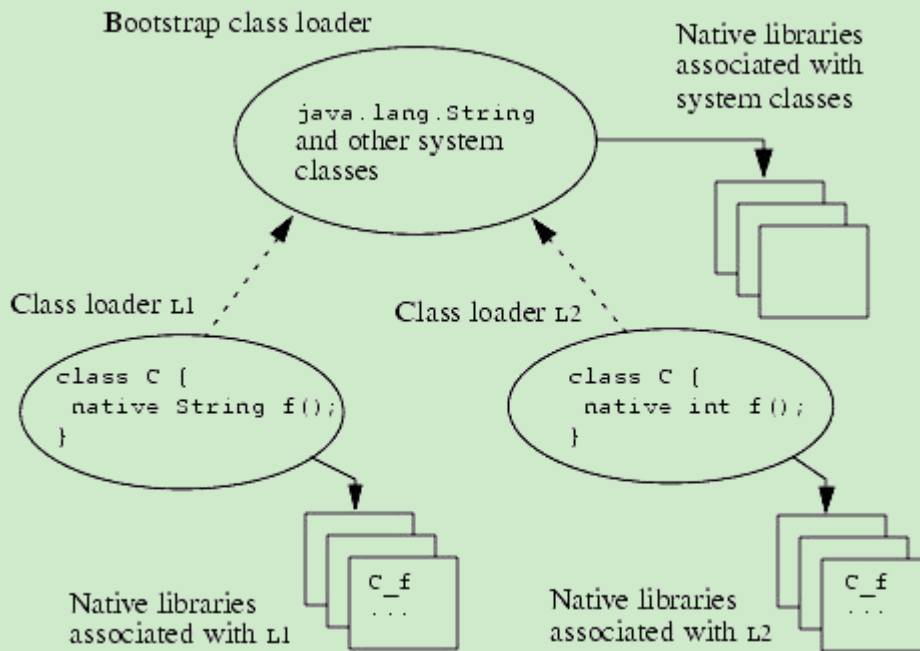 Bootstrap class loader
Native libraries
associated with
system classes
java.lang.String
and other system
classes
Class loader L1
Class loader L2
class C {
native String f();
}
class C {
native int f();
}
C_f
...
C_f
...
Native libraries
associated with L1
Native libraries
associated with L2